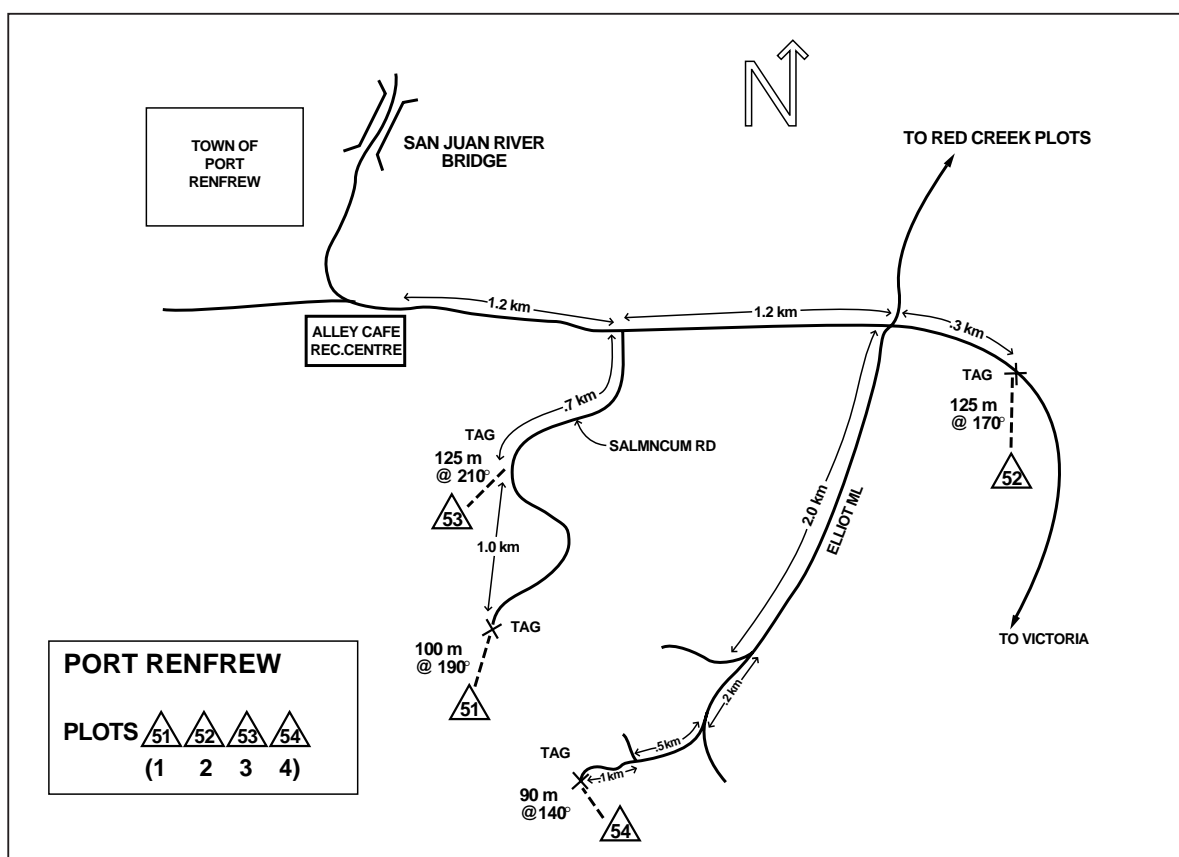 N
TOWN OF
PORT
RENFREW
SAN JUAN RIVER
BRIDGE
TO RED CREEK PLOTS
1.2 km
1.2 km
.3 km
ALLEY CAFE
REC.CENTRE
TAG
125 m
@ 170°
52
.7 km
TAG
SALMNCUM RD
125 m
@ 210°
53
2.0 km
ELLIOT ML
1.0 km
TAG
100 m
@ 190°
51
TO VICTORIA
.2 km
.5 km
TAG
.1 km
90 m
@140°
54
PORT RENFREW
PLOTS 51 52 53 54
(1 2 3 4)